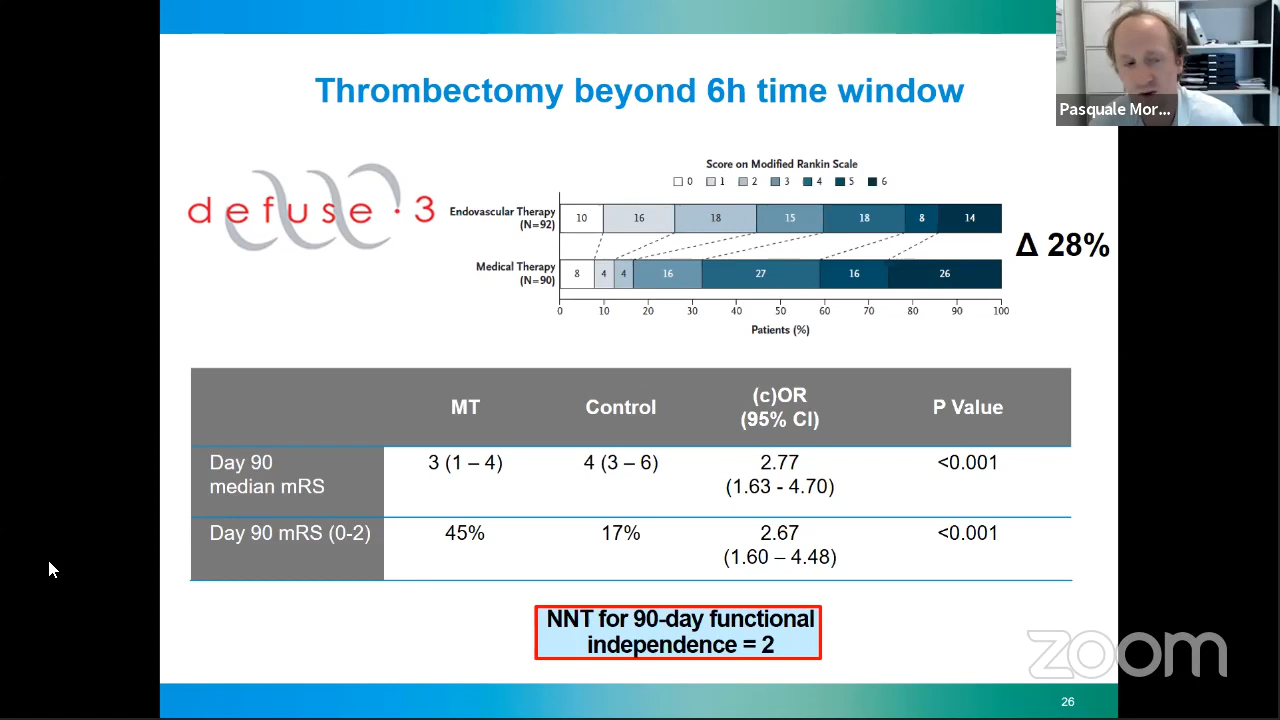 Thrombectomy beyond 6h time window
Pasquale Mor...
defuse · 3
Score on Modified Rankin Scale
0 1 2 3 4 5 6
Endovascular Therapy
(N=92)
10 16 18 15 18 8 14
Δ 28%
Medical Therapy
(N=90)
8 4 4 16 27 16 26
0 10 20 30 40 50 60 70 80 90 100
Patients (%)
MT Control (c)OR
(95% CI) P Value
Day 90
median mRS 3 (1 – 4) 4 (3 – 6) 2.77
(1.63 - 4.70) <0.001
Day 90 mRS (0-2) 45% 17% 2.67
(1.60 – 4.48) <0.001
NNT for 90-day functional
independence = 2
zoom
26